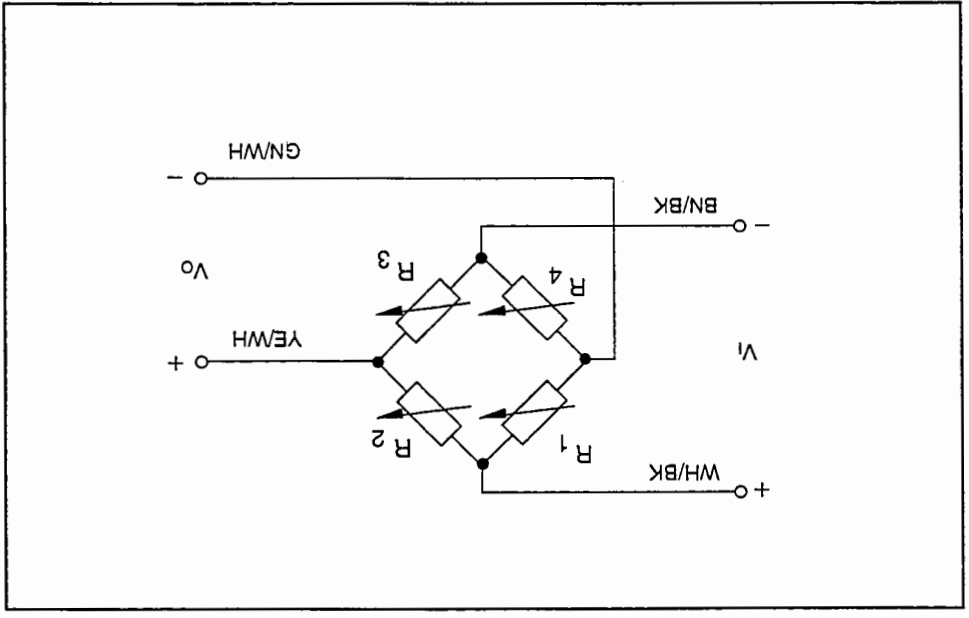 + WH/BK
R 1
R 2
VI
YE/WH +
R 4
R 3
VO
- BN/BK
GN/WH -